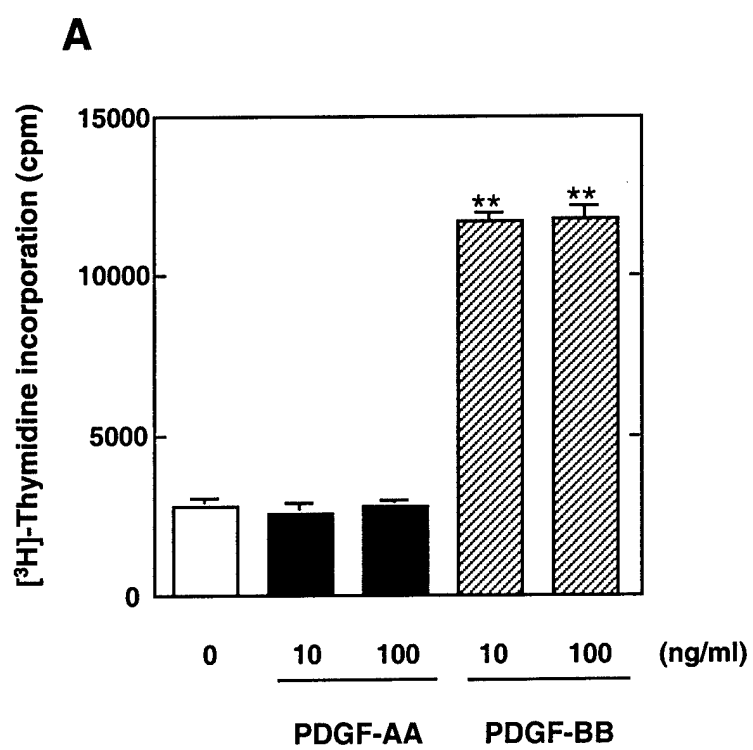 A
[³H]-Thymidine incorporation (cpm)
15000
10000
5000
0
** **
0 10 100 10 100 (ng/ml)
PDGF-AA PDGF-BB